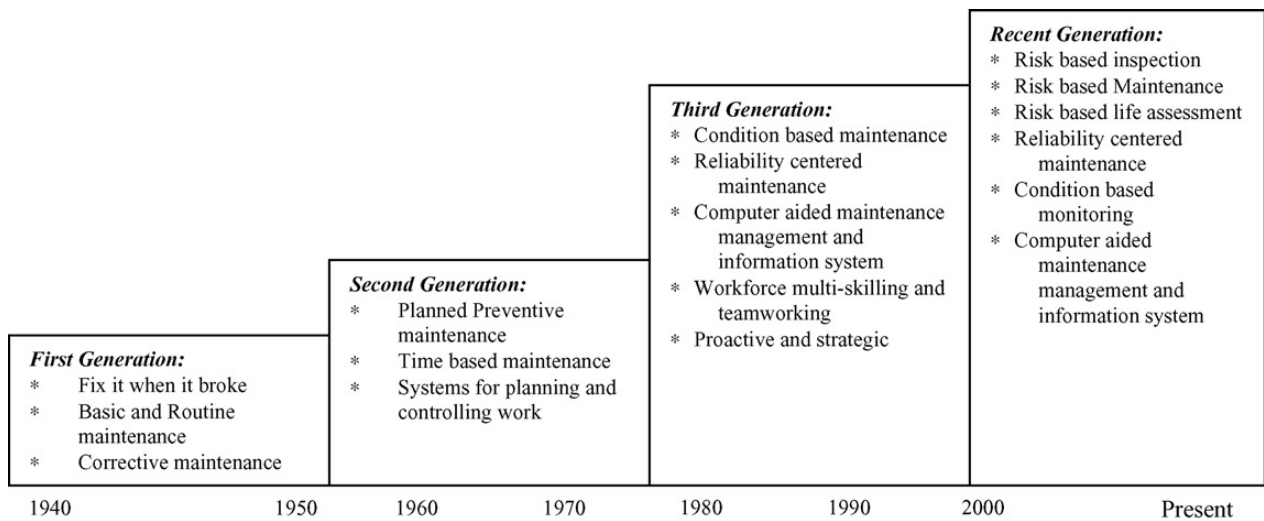 First Generation:
* Fix it when it broke
* Basic and Routine
maintenance
* Corrective maintenance
Second Generation:
* Planned Preventive
maintenance
* Time based maintenance
* Systems for planning and
controlling work
Third Generation:
* Condition based maintenance
* Reliability centered
maintenance
* Computer aided maintenance
management and
information system
* Workforce multi-skilling and
teamworking
* Proactive and strategic
Recent Generation:
* Risk based inspection
* Risk based Maintenance
* Risk based life assessment
* Reliability centered
maintenance
* Condition based
monitoring
* Computer aided
maintenance
management and
information system
1940 1950 1960 1970 1980 1990 2000 Present